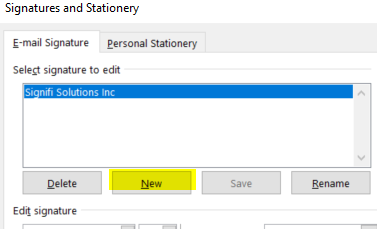 Signatures and Stationery
E-mail Signature Personal Stationery
Select signature to edit
Signifi Solutions Inc
Delete New Save Rename
Edit signature